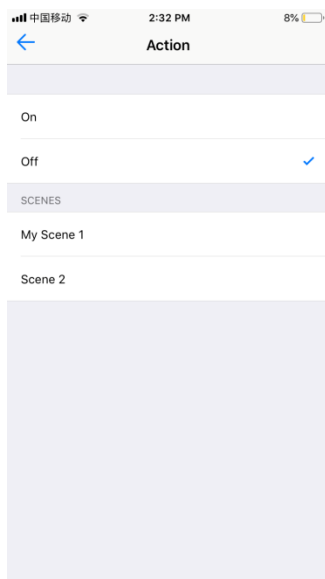 中国移动 2:32 PM 8%
Action
On
Off
SCENES
My Scene 1
Scene 2